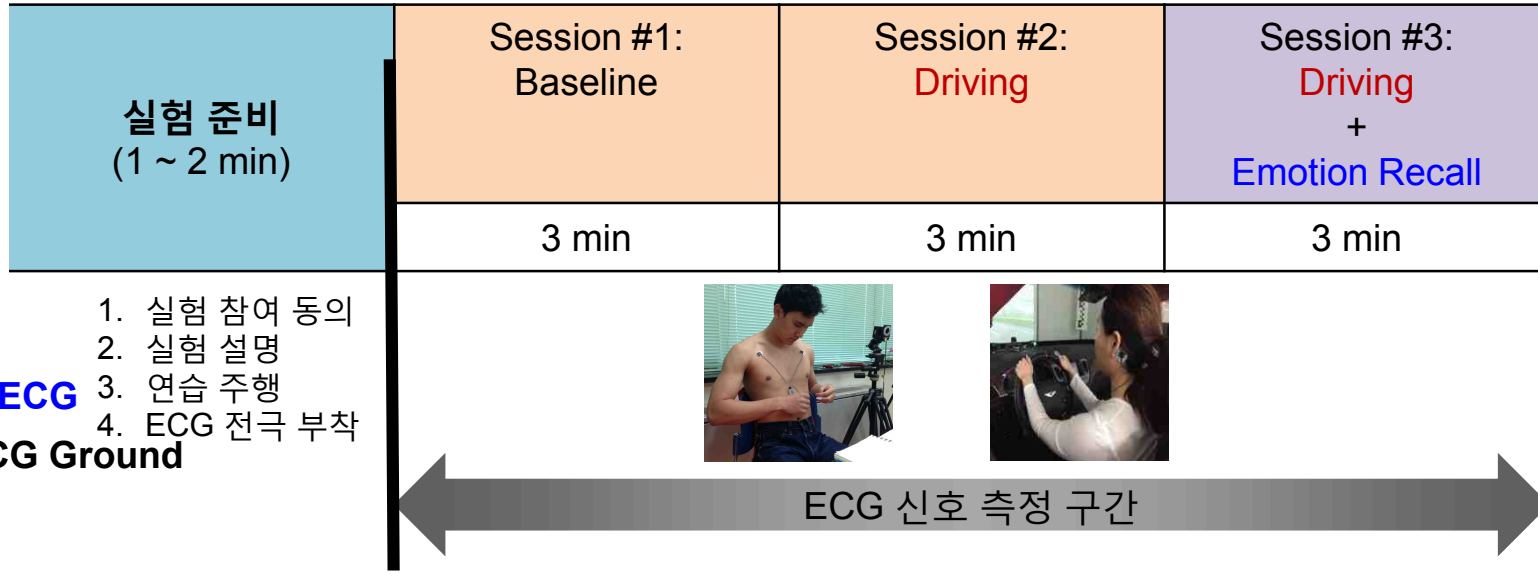 실험 준비
(1 ~ 2 min)
Session #1:
Baseline
Session #2:
Driving
Session #3:
Driving
+
Emotion Recall
3 min
3 min
3 min
1. 실험 참여 동의
2. 실험 설명
3. 연습 주행
4. ECG 전극 부착
ECG
CG Ground
ECG 신호 측정 구간